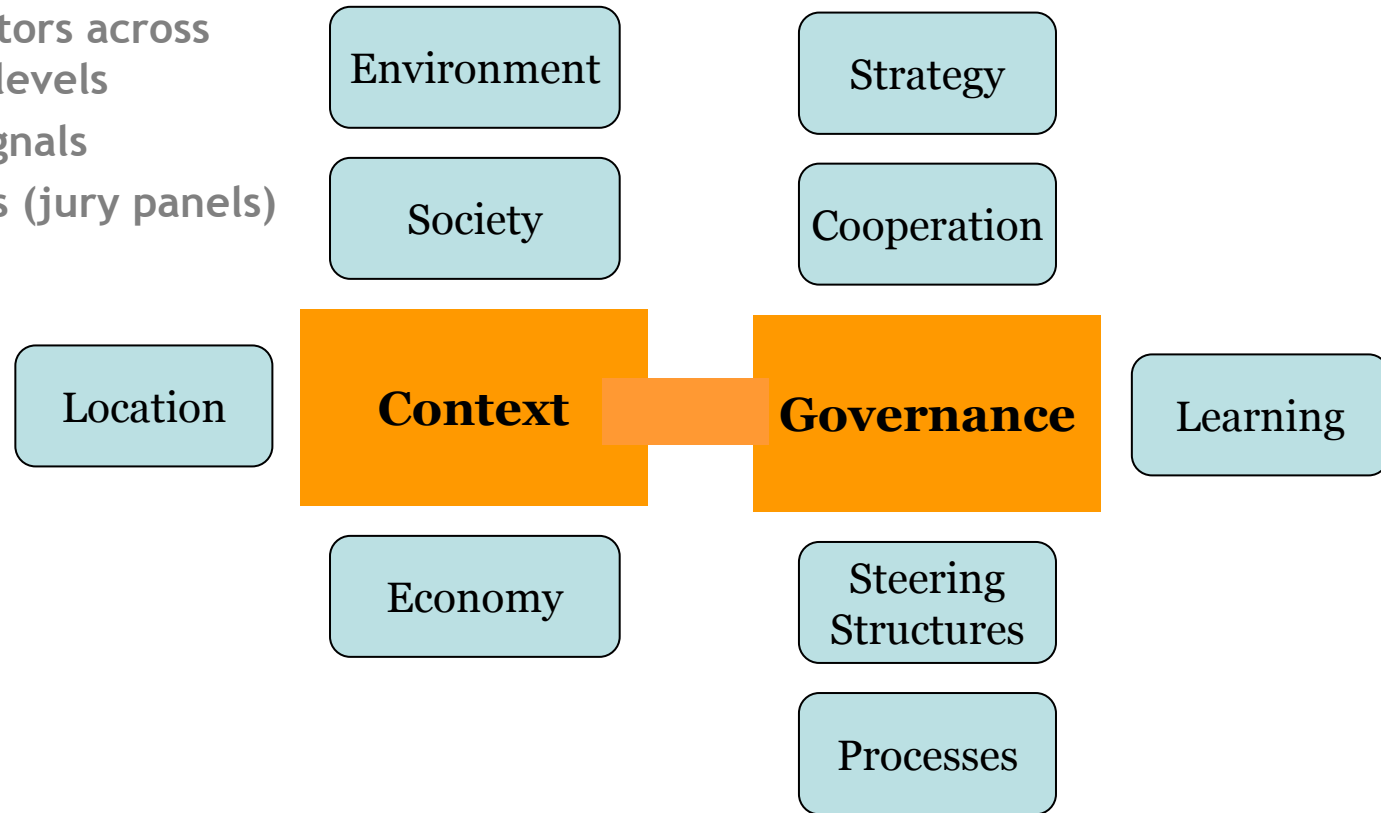 tors across
levels
gnals
s (jury panels)
Environment
Strategy
Society
Cooperation
Location
Context
Governance
Learning
Economy
Steering
Structures
Processes